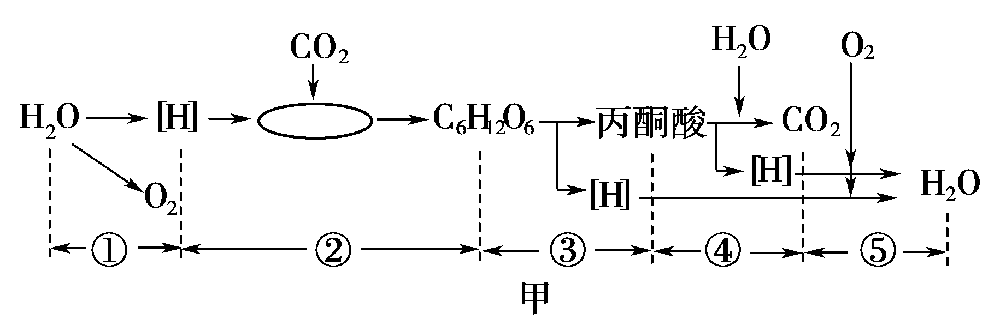 CO₂ H₂O O₂
H₂O [H] C₆H₁₂O₆ 丙酮酸 CO₂
O₂ [H] [H] H₂O
① ② ③ ④ ⑤
甲